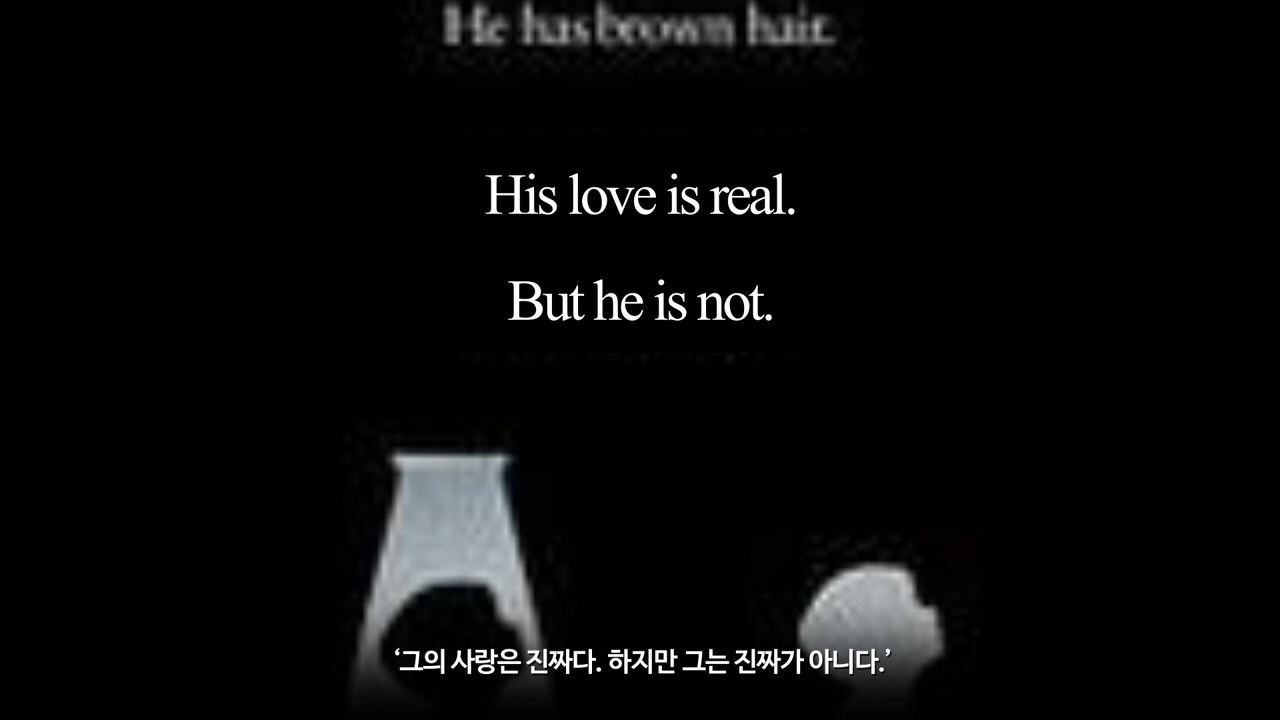 He has brown hair.
His love is real.
But he is not.
‘그의 사랑은 진짜다. 하지만 그는 진짜가 아니다.’